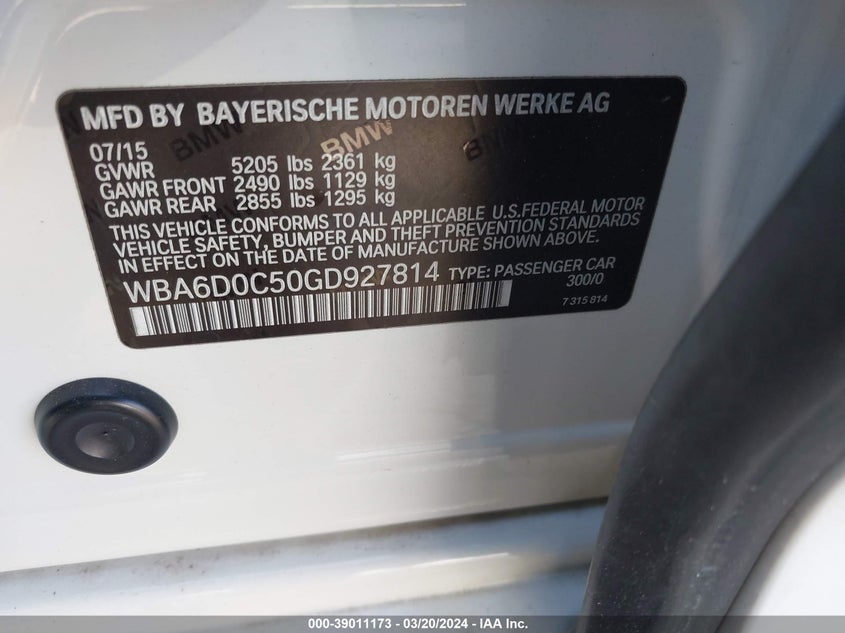 MFD BY BAYERISCHE MOTOREN WERKE AG
BMW BMW
07/15
GVWR 5205 lbs 2361 kg
GAWR FRONT 2490 lbs 1129 kg
GAWR REAR 2855 lbs 1295 kg
THIS VEHICLE CONFORMS TO ALL APPLICABLE U.S.FEDERAL MOTOR
VEHICLE SAFETY, BUMPER AND THEFT PREVENTION STANDARDS
IN EFFECT ON THE DATE OF MANUFACTURE SHOWN ABOVE.
WBA6D0C50GD927814 TYPE: PASSENGER CAR
300/0
7 315 814
000-39011173 - 03/20/2024 - IAA Inc.